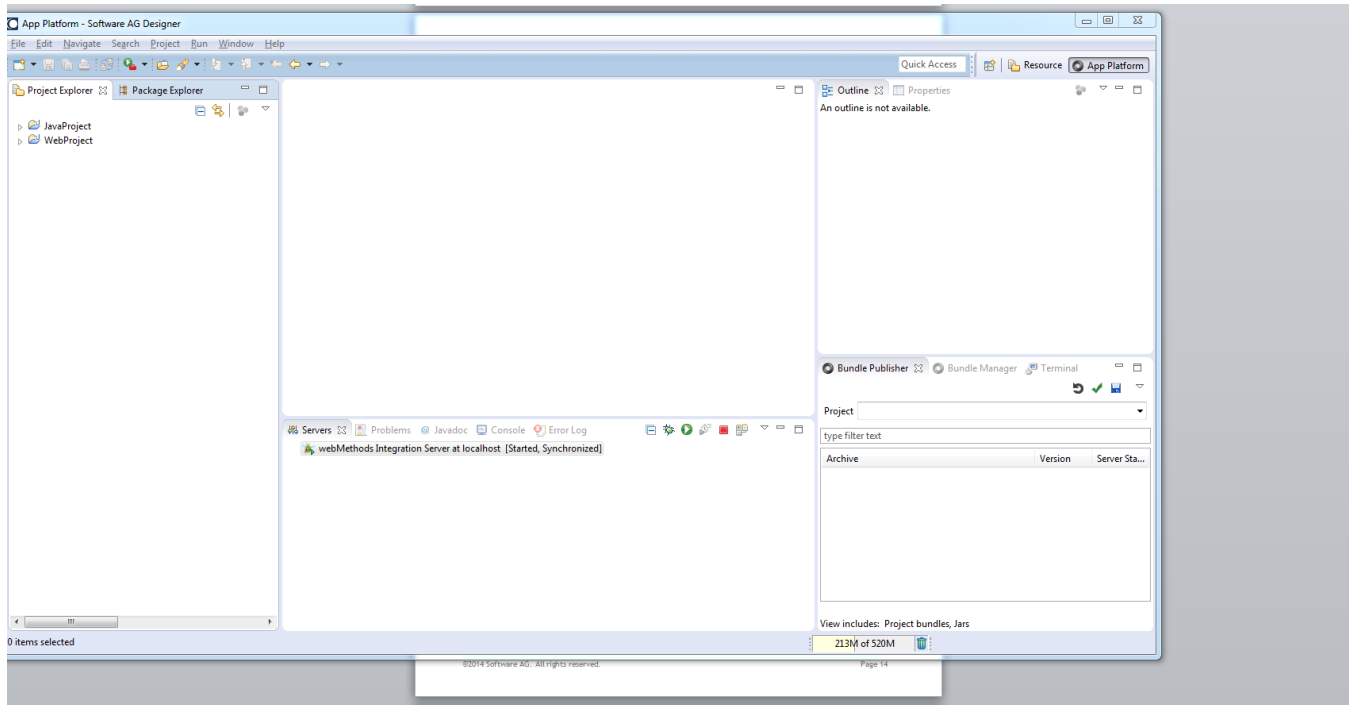 App Platform - Software AG Designer
File Edit Navigate Search Project Run Window Help
Quick Access Resource App Platform
Project Explorer Package Explorer
JavaProject
WebProject
Outline Properties
An outline is not available.
Servers Problems @ Javadoc Console Error Log
webMethods Integration Server at localhost [Started, Synchronized]
Bundle Publisher Bundle Manager Terminal
Project
type filter text
Archive Version Server Sta...
View includes: Project bundles, Jars
0 items selected
213M of 520M
©2014 Software AG. All rights reserved. Page 14